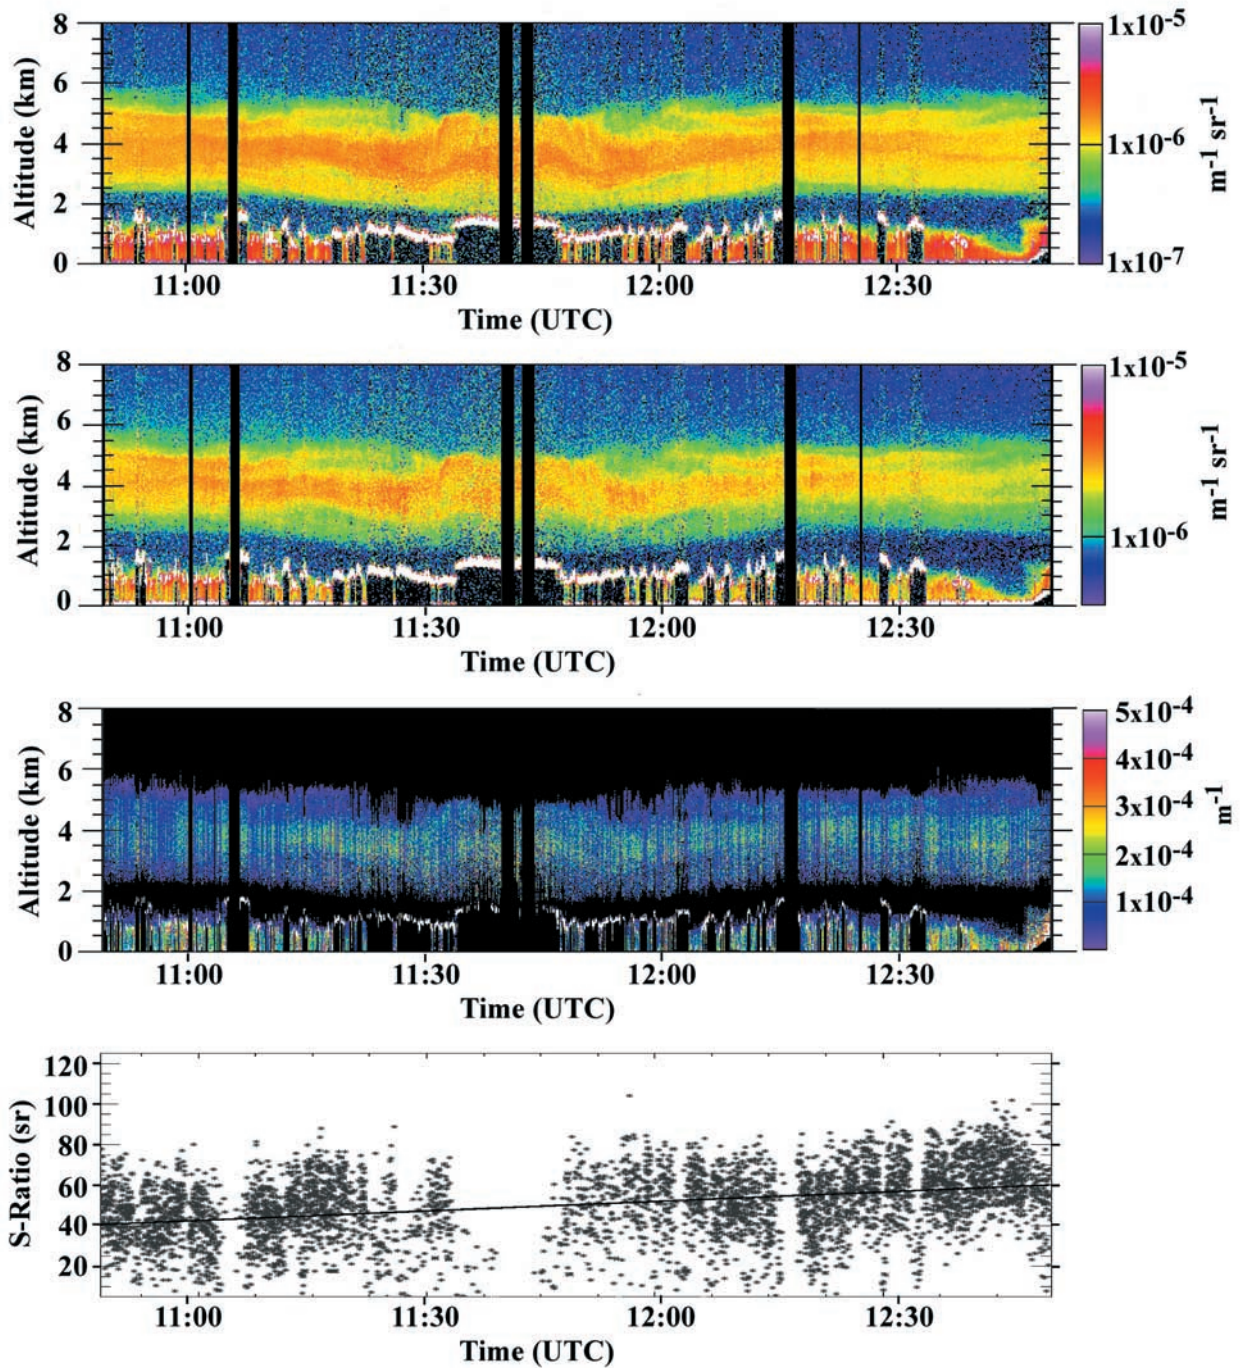 8
6
4
2
0
Altitude (km)
11:00 11:30 12:00 12:30
Time (UTC)
1x10⁻⁵
1x10⁻⁶
1x10⁻⁷
m⁻¹ sr⁻¹
8
6
4
2
0
Altitude (km)
11:00 11:30 12:00 12:30
Time (UTC)
1x10⁻⁵
1x10⁻⁶
m⁻¹ sr⁻¹
8
6
4
2
0
Altitude (km)
11:00 11:30 12:00 12:30
Time (UTC)
5x10⁻⁴
4x10⁻⁴
3x10⁻⁴
2x10⁻⁴
1x10⁻⁴
m⁻¹
120
100
80
60
40
20
S-Ratio (sr)
11:00 11:30 12:00 12:30
Time (UTC)